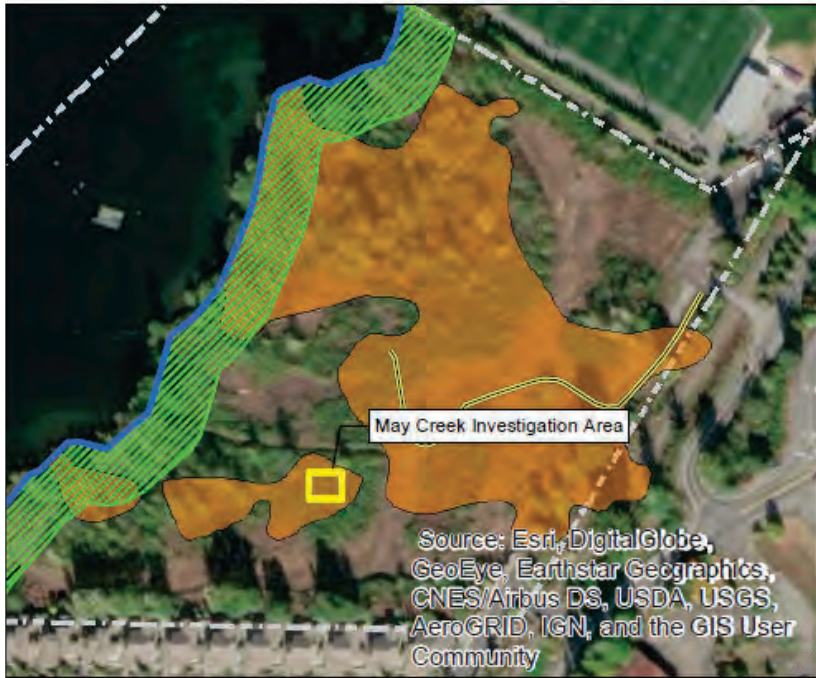 May Creek Investigation Area
Source: Esri, DigitalGlobe,
GeoEye, Earthstar Geographics,
CNES/Airbus DS, USDA, USGS,
AeroGRID, IGN, and the GIS User
Community